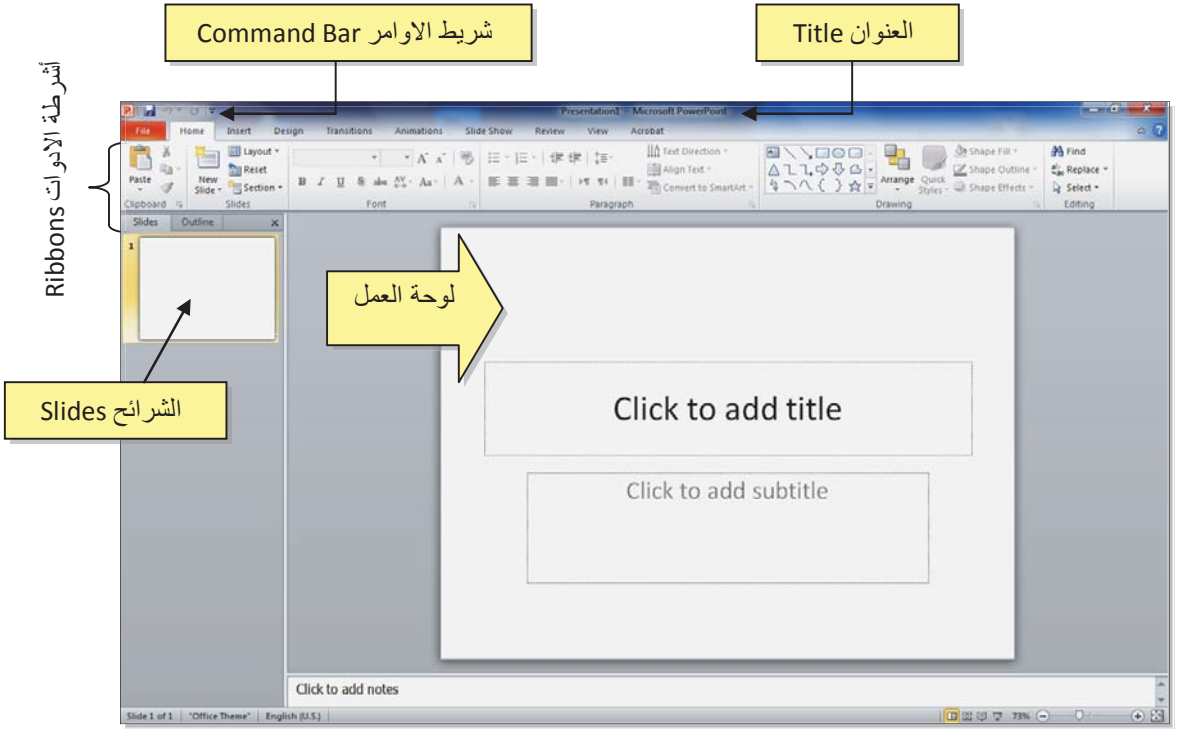 شريط الاوامر Command Bar
العنوان Title
أشرطة الادوات Ribbons
Presentation1 - Microsoft PowerPoint
File Home Insert Design Transitions Animations Slide Show Review View Acrobat
Paste
New Slide
Layout
Reset
Section
B I U S abc AV Aa A
Text Direction
Align Text
Convert to SmartArt
Arrange
Quick Styles
Shape Fill
Shape Outline
Shape Effects
Find
Replace
Select
Clipboard Slides Font Paragraph Drawing Editing
Slides Outline
1
لوحة العمل
الشرائح Slides
Click to add title
Click to add subtitle
Click to add notes
Slide 1 of 1 "Office Theme" English (U.S.) 73%